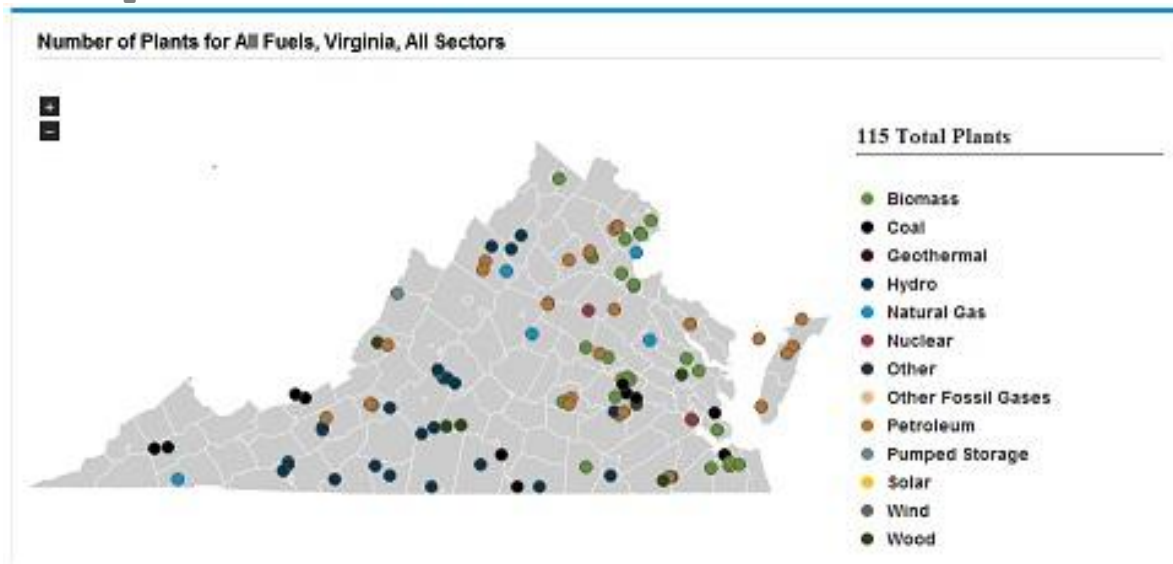 Number of Plants for All Fuels, Virginia, All Sectors
+
−
115 Total Plants
Biomass
Coal
Geothermal
Hydro
Natural Gas
Nuclear
Other
Other Fossil Gases
Petroleum
Pumped Storage
Solar
Wind
Wood